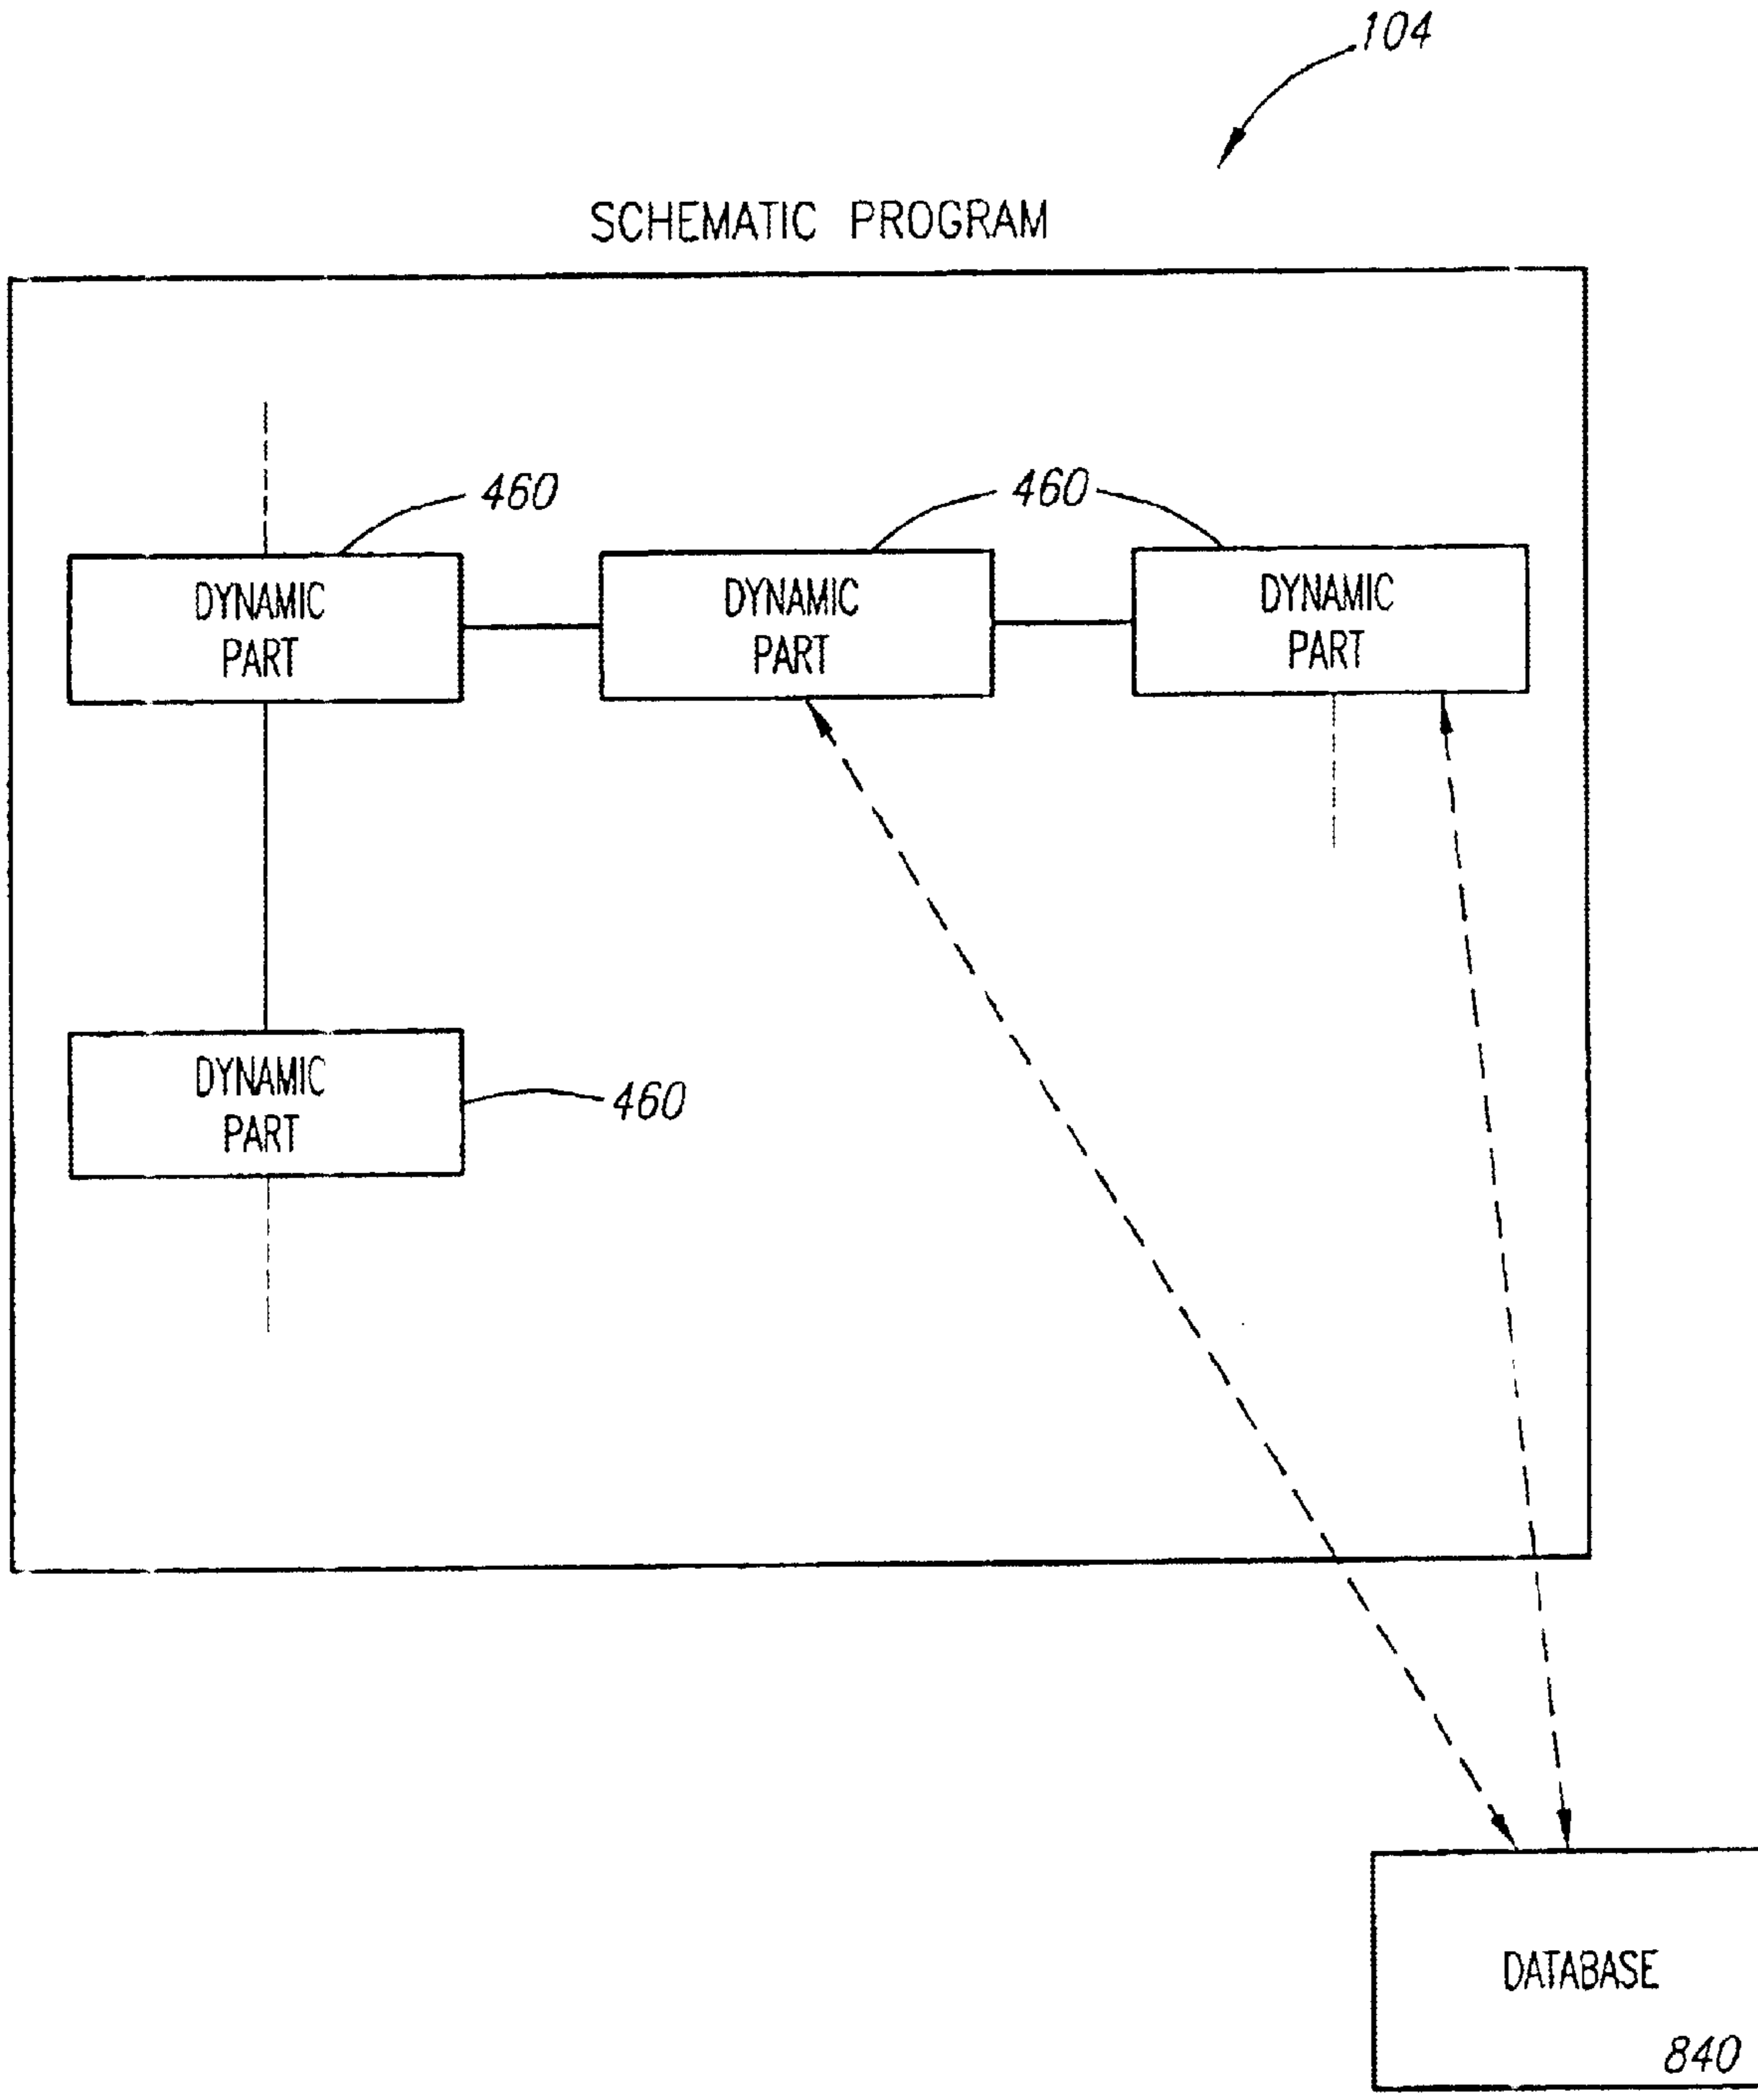 104
SCHEMATIC PROGRAM
460
460
DYNAMIC
PART
DYNAMIC
PART
DYNAMIC
PART
DYNAMIC
PART
460
DATABASE
840